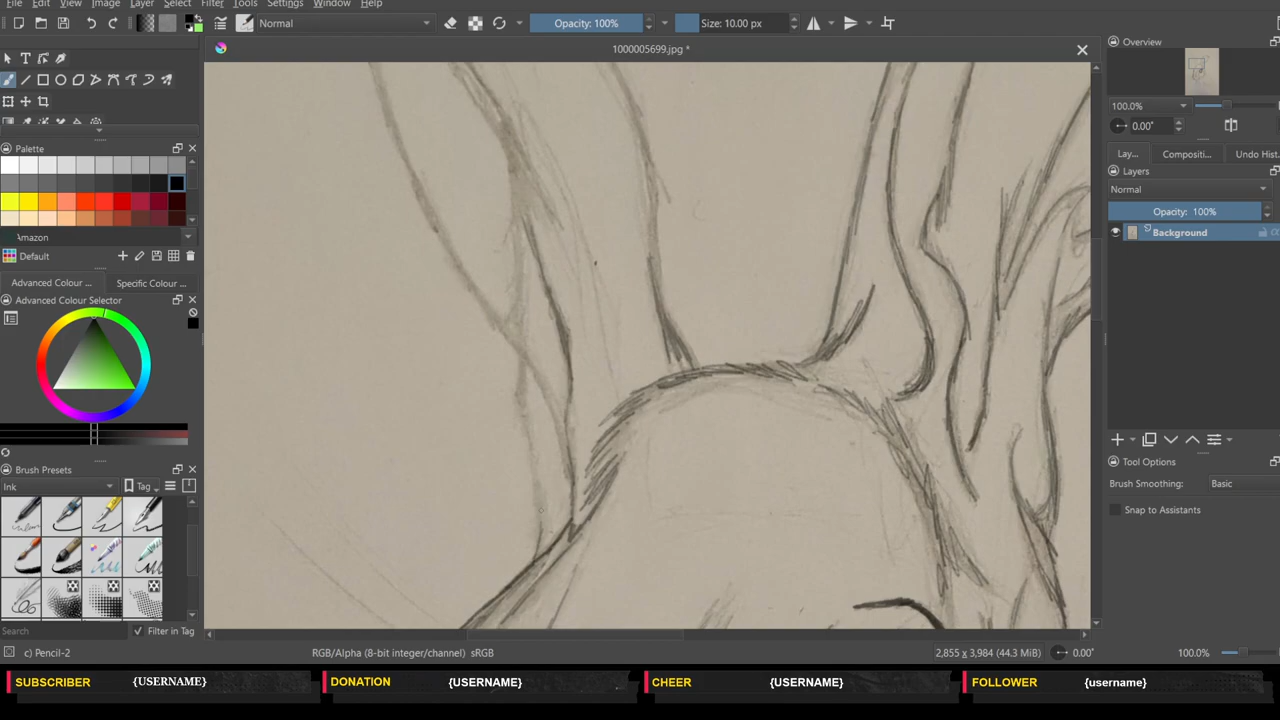 File Edit View Image Layer Select Filter Tools Settings Window Help
Normal
Opacity: 100%
Size: 10.00 px
1000005699.jpg *
Overview
100.0%
0.00°
Palette
Amazon
Default
Advanced Colour ... Specific Colour ...
Advanced Colour Selector
Lay... Compositi... Undo Hist.
Layers
Normal
Opacity: 100%
Background
Brush Presets
Ink
Tag
Search
Filter in Tag
Tool Options
Brush Smoothing: Basic
Snap to Assistants
c) Pencil-2
RGB/Alpha (8-bit integer/channel) sRGB
2,855 x 3,984 (44.3 MiB)
0.00°
100.0%
SUBSCRIBER {USERNAME} DONATION {USERNAME} CHEER {USERNAME} FOLLOWER {username}